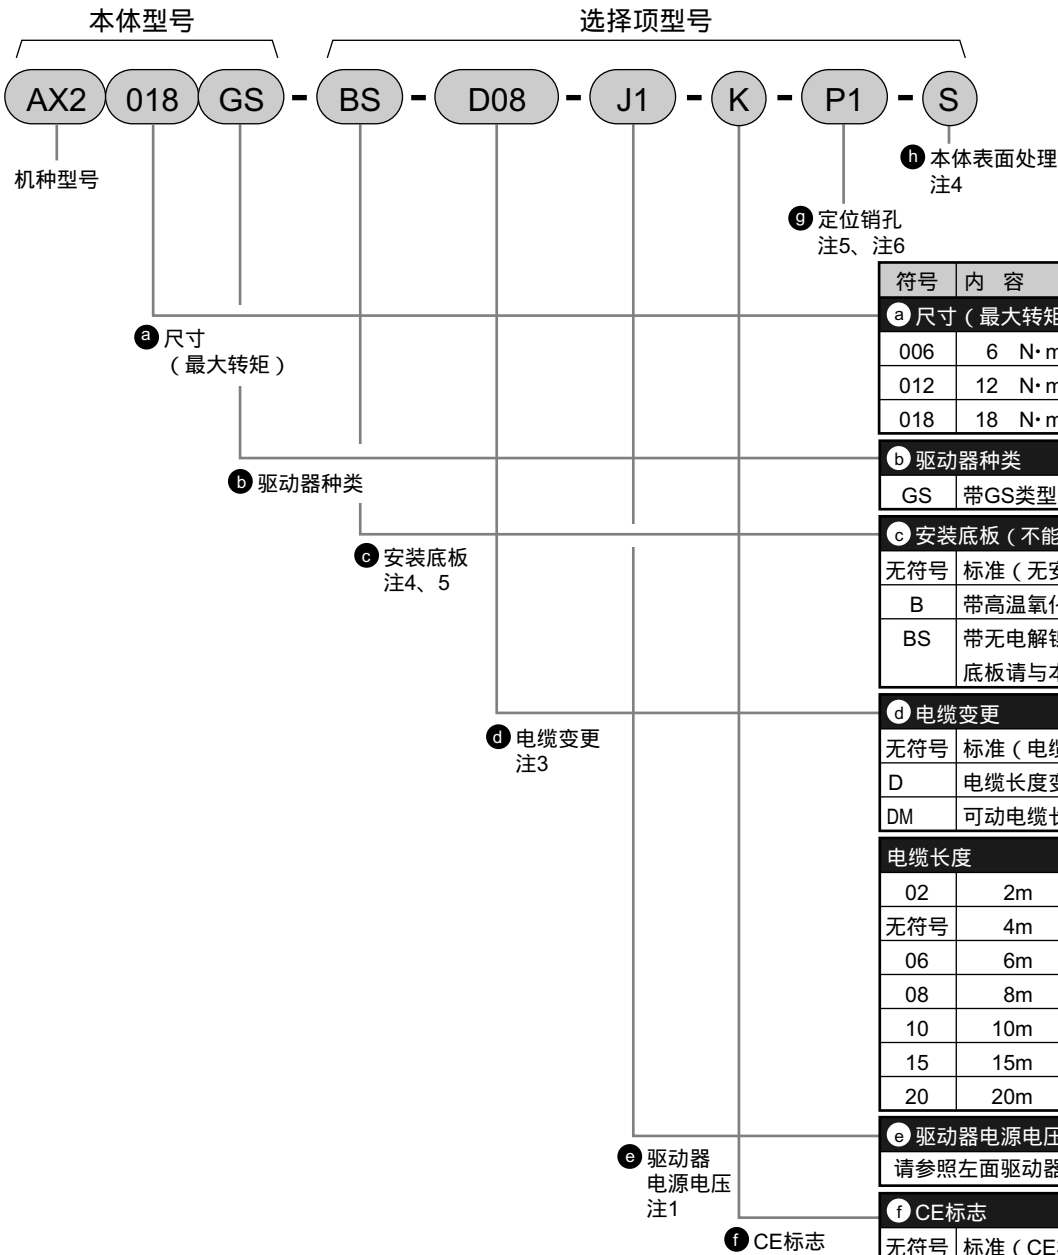 本体型号
选择项型号
AX2 018 GS - BS - D08 - J1 - K - P1 - S
机种型号
h 本体表面处理
注4
g 定位销孔
注5、注6
a 尺寸
（最大转矩）
b 驱动器种类
c 安装底板
注4、5
d 电缆变更
注3
e 驱动器
电源电压
注1
f CE标志
符号 内 容
a 尺寸（最大转矩
006 6 N·m
012 12 N·m
018 18 N·m
b 驱动器种类
GS 带GS类型
c 安装底板（不能
无符号 标准（无安
B 带高温氧化
BS 带无电解镀
底板请与本
d 电缆变更
无符号 标准（电缆
D 电缆长度变
DM 可动电缆长
电缆长度
02 2m
无符号 4m
06 6m
08 8m
10 10m
15 15m
20 20m
e 驱动器电源电压
请参照左面驱动器
f CE标志
无符号 标准（CE